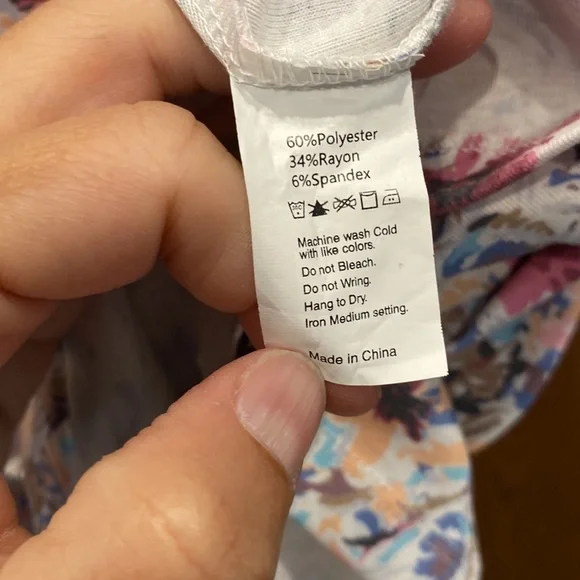 60%Polyester
34%Rayon
6%Spandex
Machine wash Cold
with like colors.
Do not Bleach.
Do not Wring.
Hang to Dry.
Iron Medium setting.
Made in China